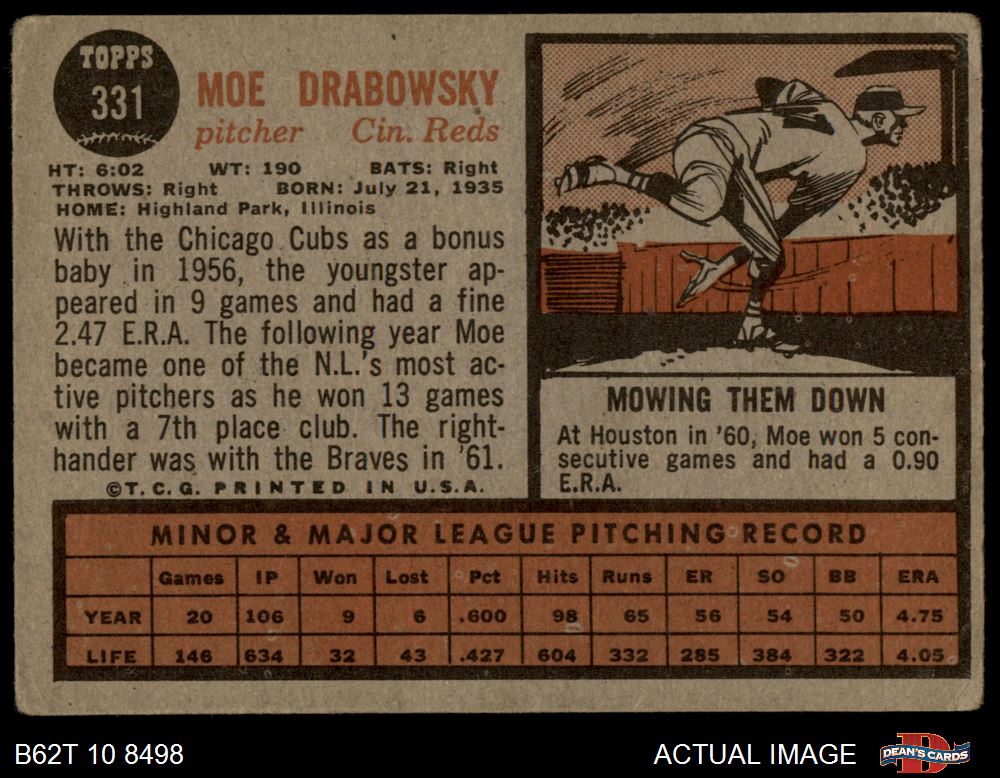 TOPPS
331
MOE DRABOWSKY
pitcher Cin. Reds
HT: 6:02 WT: 190 BATS: Right
THROWS: Right BORN: July 21, 1935
HOME: Highland Park, Illinois
With the Chicago Cubs as a bonus
baby in 1956, the youngster ap-
peared in 9 games and had a fine
2.47 E.R.A. The following year Moe
became one of the N.L.'s most ac-
tive pitchers as he won 13 games
with a 7th place club. The right-
hander was with the Braves in '61.
©T.C.G. PRINTED IN U.S.A.
MOWING THEM DOWN
At Houston in '60, Moe won 5 con-
secutive games and had a 0.90
E.R.A.
MINOR & MAJOR LEAGUE PITCHING RECORD
Games IP Won Lost Pct Hits Runs ER SO BB ERA
YEAR 20 106 9 6 .600 98 65 56 54 50 4.75
LIFE 146 634 32 43 .427 604 332 285 384 322 4.05
B62T 10 8498 ACTUAL IMAGE DEAN'S CARDS